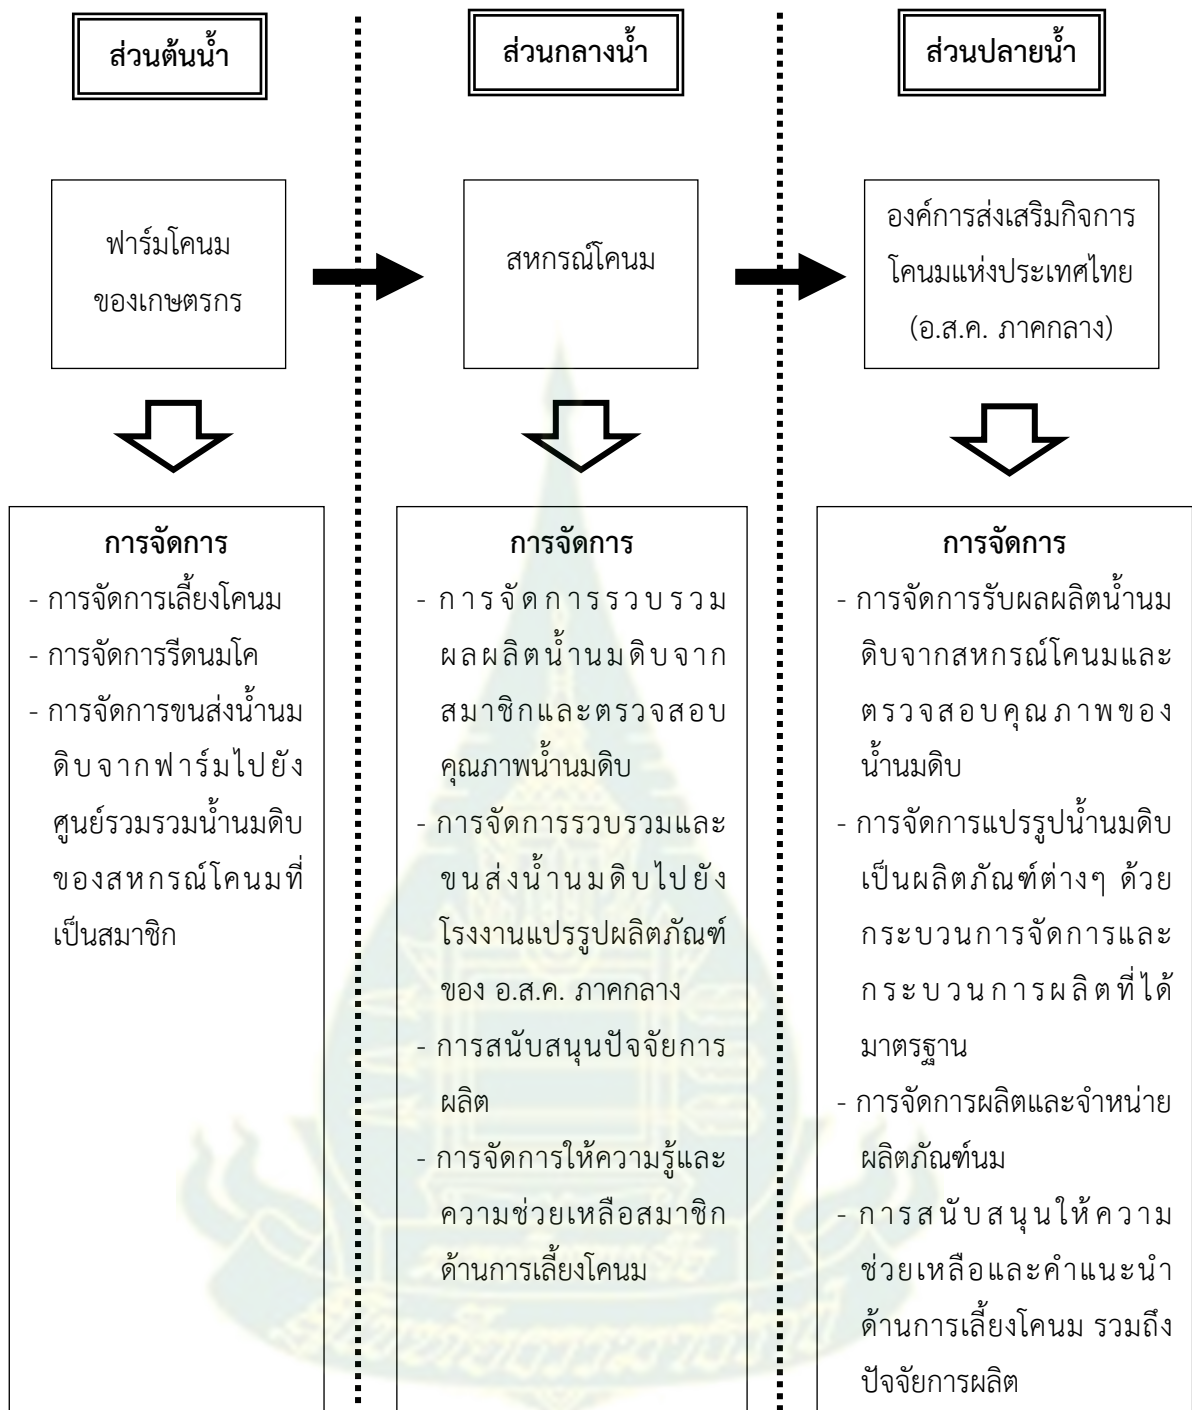 ส่วนต้นน้ำ
ส่วนกลางน้ำ
ส่วนปลายน้ำ
ฟาร์มโคนม
ของเกษตรกร
สหกรณ์โคนม
องค์การส่งเสริมกิจการ
โคนมแห่งประเทศไทย
(อ.ส.ค. ภาคกลาง)
การจัดการ
- การจัดการเลี้ยงโคนม
- การจัดการรีดนมโค
- การจัดการขนส่งน้ำนม
ดิบจากฟาร์มไปยัง
ศูนย์รวมรวมน้ำนมดิบ
ของสหกรณ์โคนมที่
เป็นสมาชิก
การจัดการ
- การจัดการรวบรวม
ผลผลิตน้ำนมดิบจาก
สมาชิกและตรวจสอบ
คุณภาพน้ำนมดิบ
- การจัดการรวบรวมและ
ขนส่งน้ำนมดิบไปยัง
โรงงานแปรรูปผลิตภัณฑ์
ของ อ.ส.ค. ภาคกลาง
- การสนับสนุนปัจจัยการ
ผลิต
- การจัดการให้ความรู้และ
ความช่วยเหลือสมาชิก
ด้านการเลี้ยงโคนม
การจัดการ
- การจัดการรับผลผลิตน้ำนม
ดิบจากสหกรณ์โคนมและ
ตรวจสอบคุณภาพของ
น้ำนมดิบ
- การจัดการแปรรูปน้ำนมดิบ
เป็นผลิตภัณฑ์ต่างๆ ด้วย
กระบวนการจัดการและ
กระบวนการผลิตที่ได้
มาตรฐาน
- การจัดการผลิตและจำหน่าย
ผลิตภัณฑ์นม
- การสนับสนุนให้ความ
ช่วยเหลือและคำแนะนำ
ด้านการเลี้ยงโคนม รวมถึง
ปัจจัยการผลิต